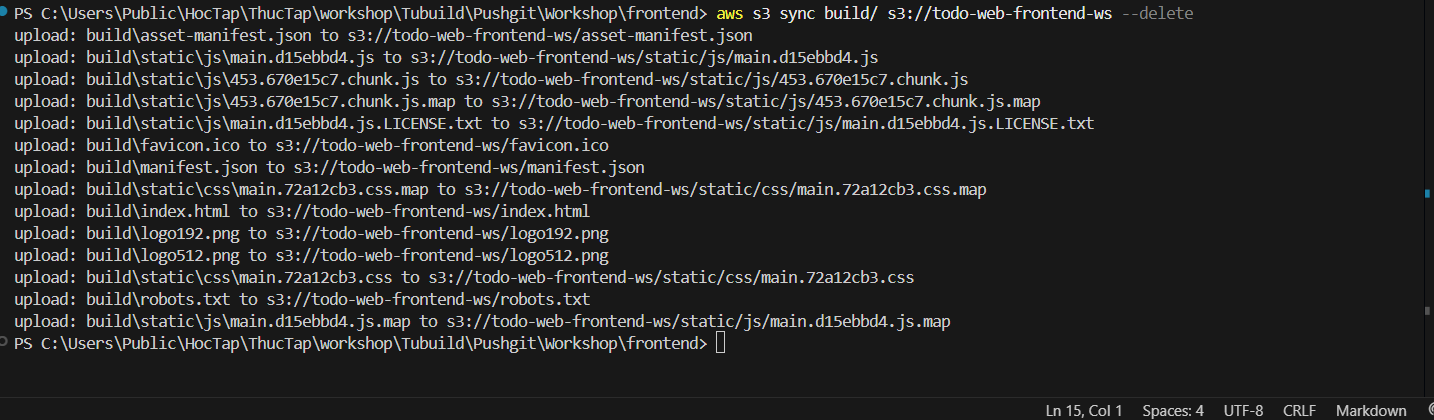 PS C:\Users\Public\HocTap\ThucTap\workshop\Tubuild\Pushgit\Workshop\frontend> aws s3 sync build/ s3://todo-web-frontend-ws --delete
upload: build\asset-manifest.json to s3://todo-web-frontend-ws/asset-manifest.json
upload: build\static\js\main.d15ebbd4.js to s3://todo-web-frontend-ws/static/js/main.d15ebbd4.js
upload: build\static\js\453.670e15c7.chunk.js to s3://todo-web-frontend-ws/static/js/453.670e15c7.chunk.js
upload: build\static\js\453.670e15c7.chunk.js.map to s3://todo-web-frontend-ws/static/js/453.670e15c7.chunk.js.map
upload: build\static\js\main.d15ebbd4.js.LICENSE.txt to s3://todo-web-frontend-ws/static/js/main.d15ebbd4.js.LICENSE.txt
upload: build\favicon.ico to s3://todo-web-frontend-ws/favicon.ico
upload: build\manifest.json to s3://todo-web-frontend-ws/manifest.json
upload: build\static\css\main.72a12cb3.css.map to s3://todo-web-frontend-ws/static/css/main.72a12cb3.css.map
upload: build\index.html to s3://todo-web-frontend-ws/index.html
upload: build\logo192.png to s3://todo-web-frontend-ws/logo192.png
upload: build\logo512.png to s3://todo-web-frontend-ws/logo512.png
upload: build\static\css\main.72a12cb3.css to s3://todo-web-frontend-ws/static/css/main.72a12cb3.css
upload: build\robots.txt to s3://todo-web-frontend-ws/robots.txt
upload: build\static\js\main.d15ebbd4.js.map to s3://todo-web-frontend-ws/static/js/main.d15ebbd4.js.map
PS C:\Users\Public\HocTap\ThucTap\workshop\Tubuild\Pushgit\Workshop\frontend>
Ln 15, Col 1 Spaces: 4 UTF-8 CRLF Markdown